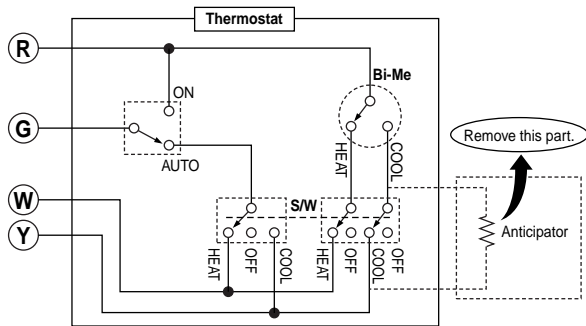 Thermostat
R
ON
Bi-Me
G
AUTO
HEAT
COOL
Remove this part.
W
S/W
Y
Anticipator
HEAT
OFF
COOL
HEAT
OFF
COOL
OFF